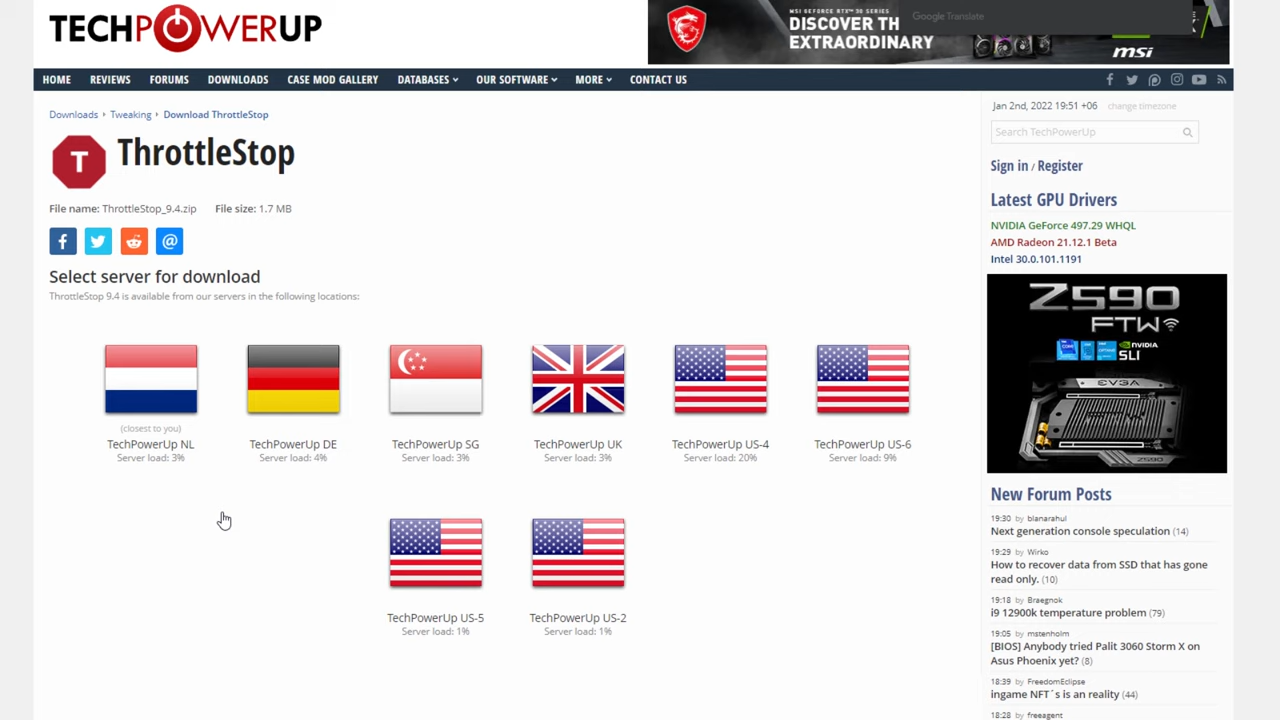 TECHPOWERUP
MSI GEFORCE RTX™ 30 SERIES
DISCOVER TH
EXTRAORDINARY
Google Translate
msi
HOME REVIEWS FORUMS DOWNLOADS CASE MOD GALLERY DATABASES OUR SOFTWARE MORE CONTACT US
Downloads Tweaking Download ThrottleStop
T
ThrottleStop
File name: ThrottleStop_9.4.zip File size: 1.7 MB
Select server for download
ThrottleStop 9.4 is available from our servers in the following locations:
(closest to you)
TechPowerUp NL
Server load: 3%
TechPowerUp DE
Server load: 4%
TechPowerUp SG
Server load: 3%
TechPowerUp UK
Server load: 3%
TechPowerUp US-4
Server load: 20%
TechPowerUp US-6
Server load: 9%
TechPowerUp US-5
Server load: 1%
TechPowerUp US-2
Server load: 1%
Jan 2nd, 2022 19:51 +06 change timezone
Search TechPowerUp
Sign in / Register
Latest GPU Drivers
NVIDIA GeForce 497.29 WHQL
AMD Radeon 21.12.1 Beta
Intel 30.0.101.1191
Z590
FTW
NVIDIA
SLI
EVGA
New Forum Posts
19:30 by blanarahul
Next generation console speculation (14)
19:29 by Wirko
How to recover data from SSD that has gone
read only. (10)
19:18 by Braegnok
i9 12900k temperature problem (79)
19:05 by mstenholm
[BIOS] Anybody tried Palit 3060 Storm X on
Asus Phoenix yet? (8)
18:39 by FreedomEclipse
ingame NFT´s is an reality (44)
18:28 by freeagent